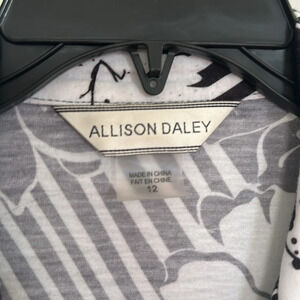 ALLISON DALEY
MADE IN CHINA
FAIT EN CHINE
12